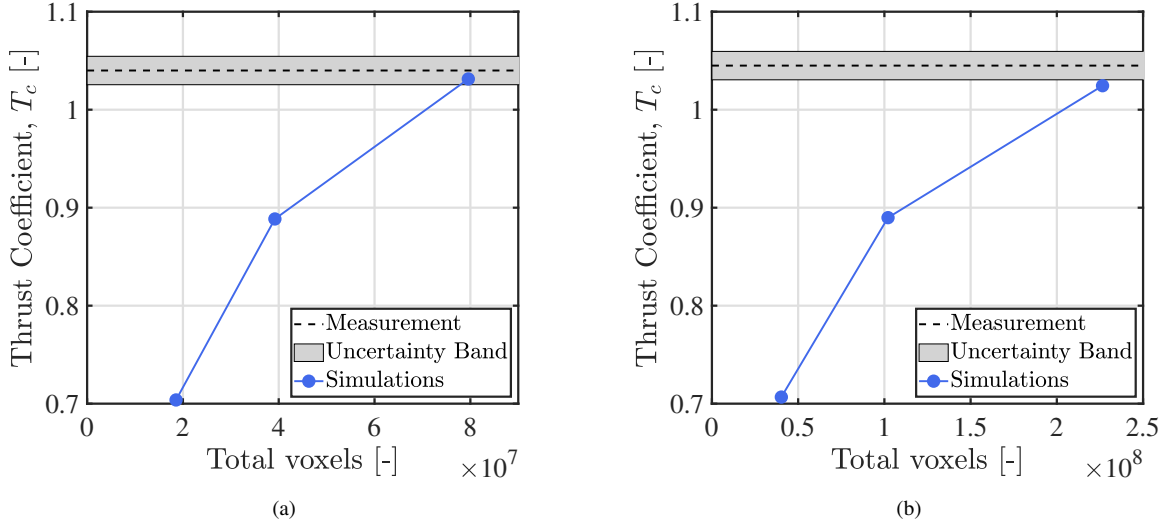 1.1
1
0.9
0.8
0.7
Thrust Coefficient, T_c [-]
Measurement
Uncertainty Band
Simulations
0 2 4 6 8
Total voxels [-]
×10^7
(a)
1.1
1
0.9
0.8
0.7
Thrust Coefficient, T_c [-]
Measurement
Uncertainty Band
Simulations
0 0.5 1 1.5 2 2.5
Total voxels [-]
×10^8
(b)